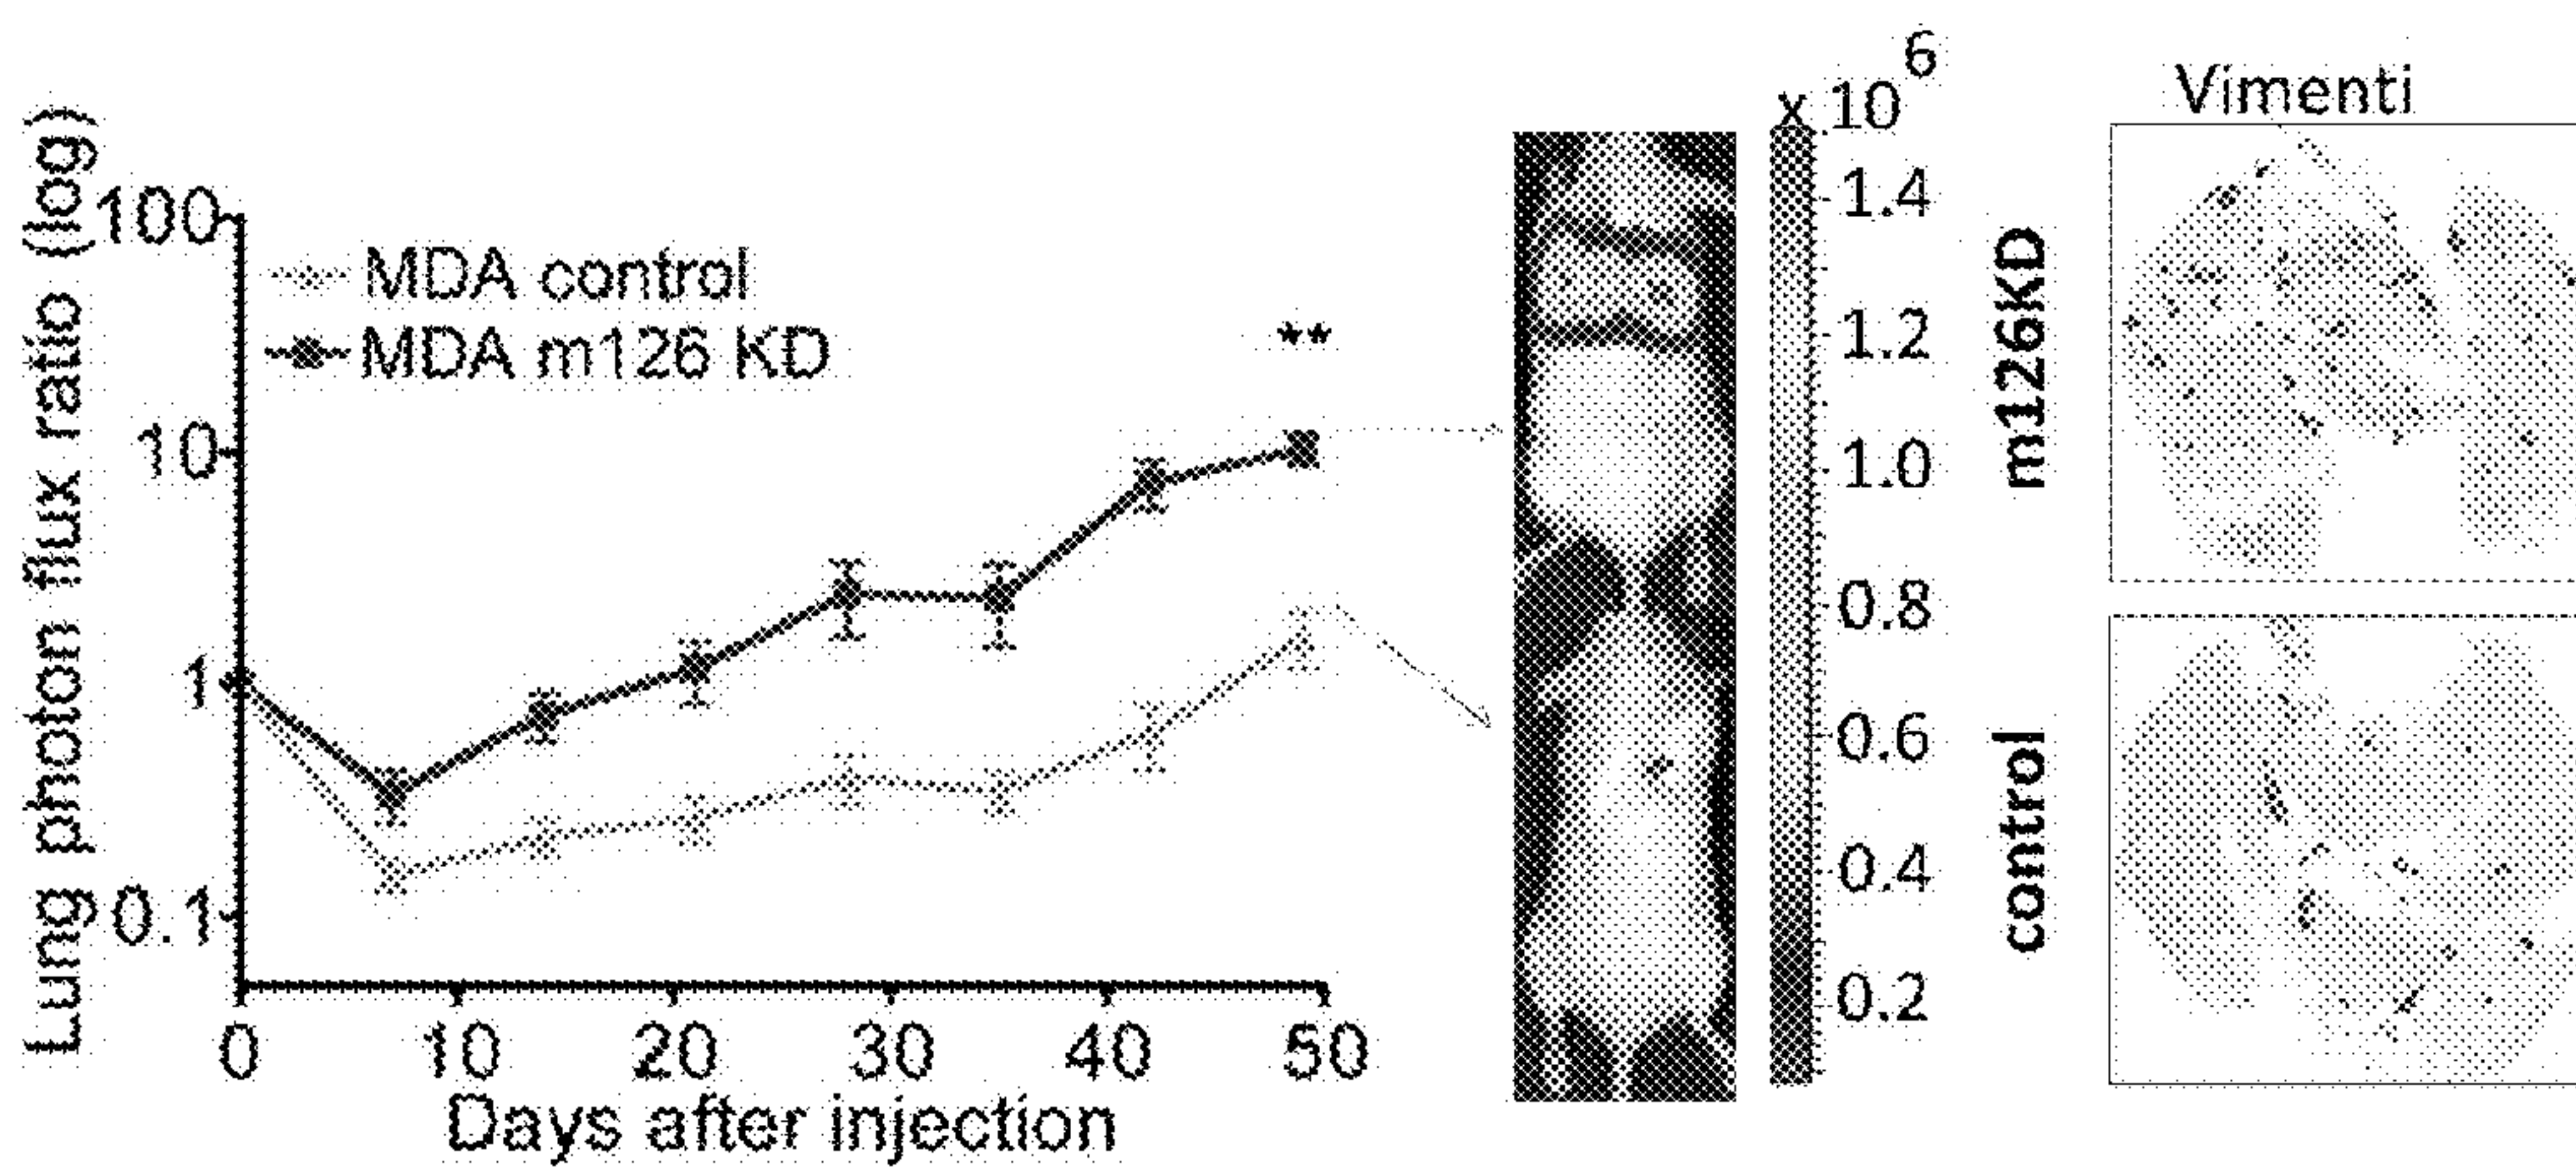 Lung photon flux ratio (log)
100
10
1
0.1
MDA control
MDA m126 KD
**
0
10
20
30
40
50
Days after injection
x 10 6
1.4
1.2
1.0
0.8
0.6
0.4
0.2
m126KD
control
Vimenti